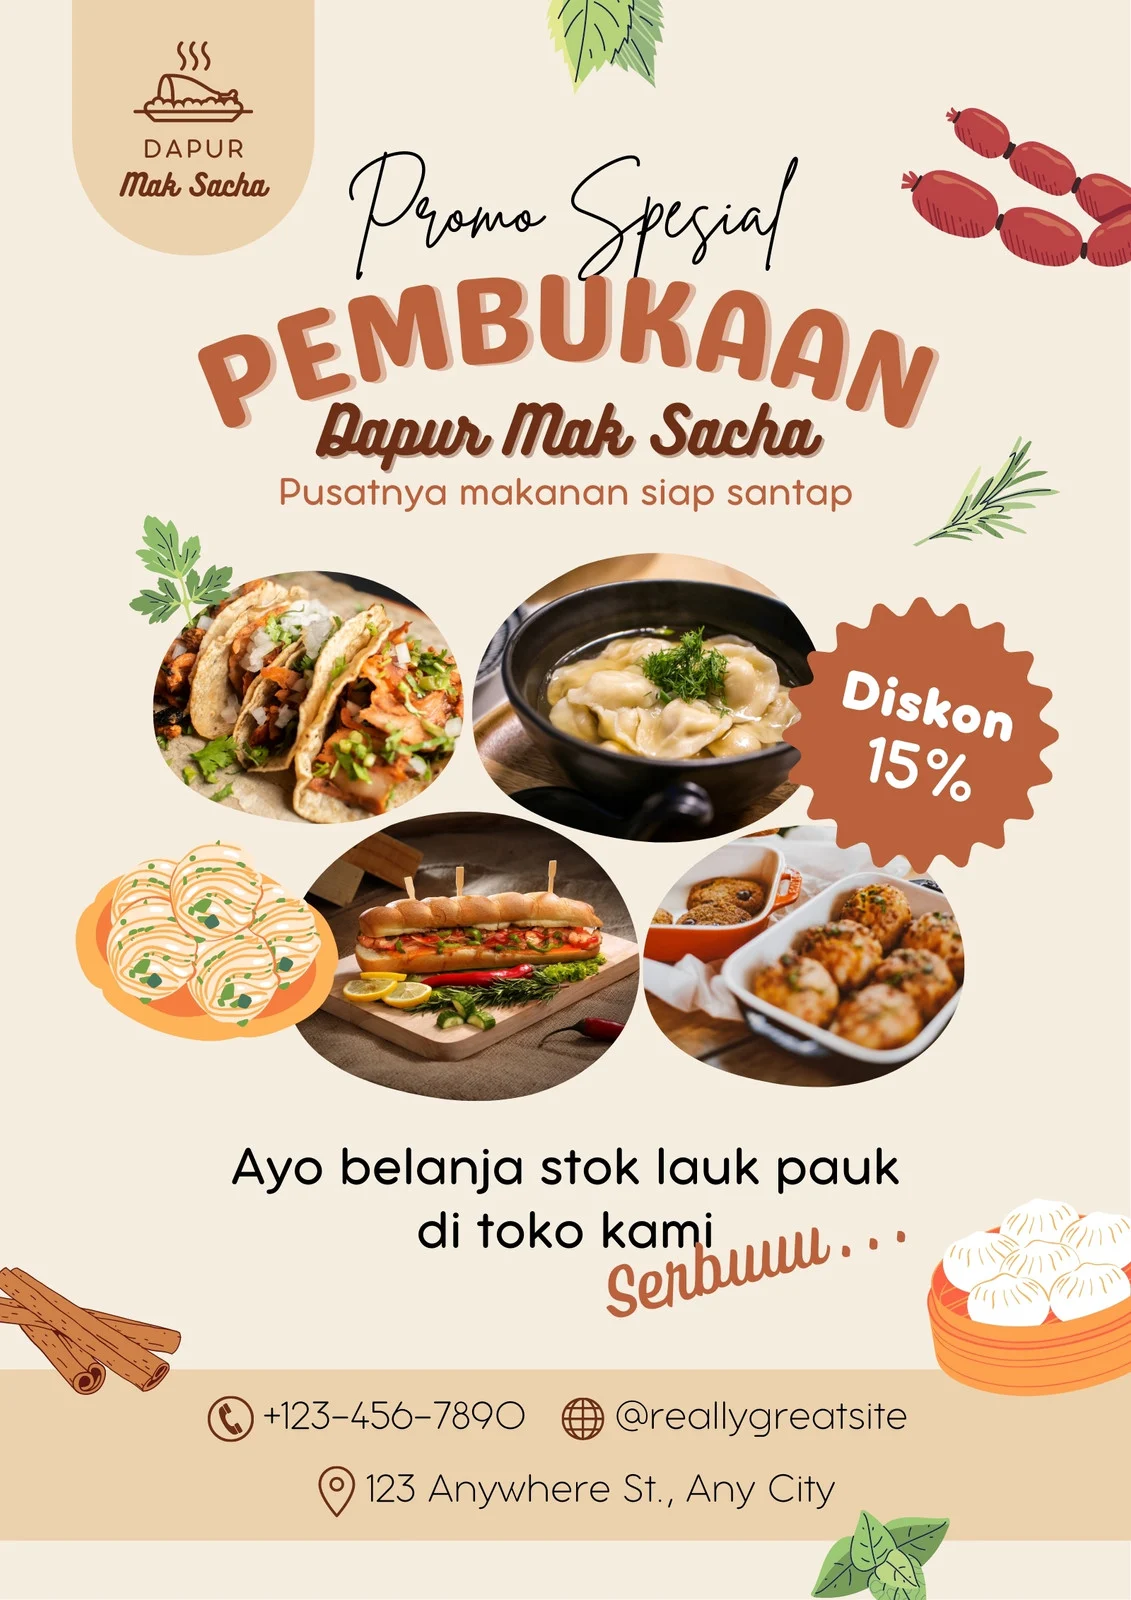 DAPUR
Mak Sacha
Promo Spesial
PEMBUKAAN
Dapur Mak Sacha
Pusatnya makanan siap santap
Diskon
15%
Ayo belanja stok lauk pauk
di toko kami
Serbuuu...
+123-456-7890
@reallygreatsite
123 Anywhere St., Any City